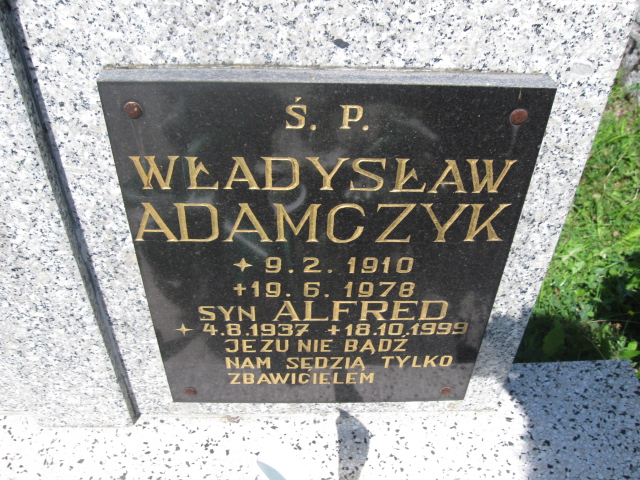 Ś. P.
WŁADYSŁAW
ADAMCZYK
✦ 9.2.1910
+19.6.1978
SYN ALFRED
✦ 4.8.1937 +18.10.1999
JEZU NIE BĄDŹ
NAM SĘDZIĄ TYLKO
ZBAWICIELEM